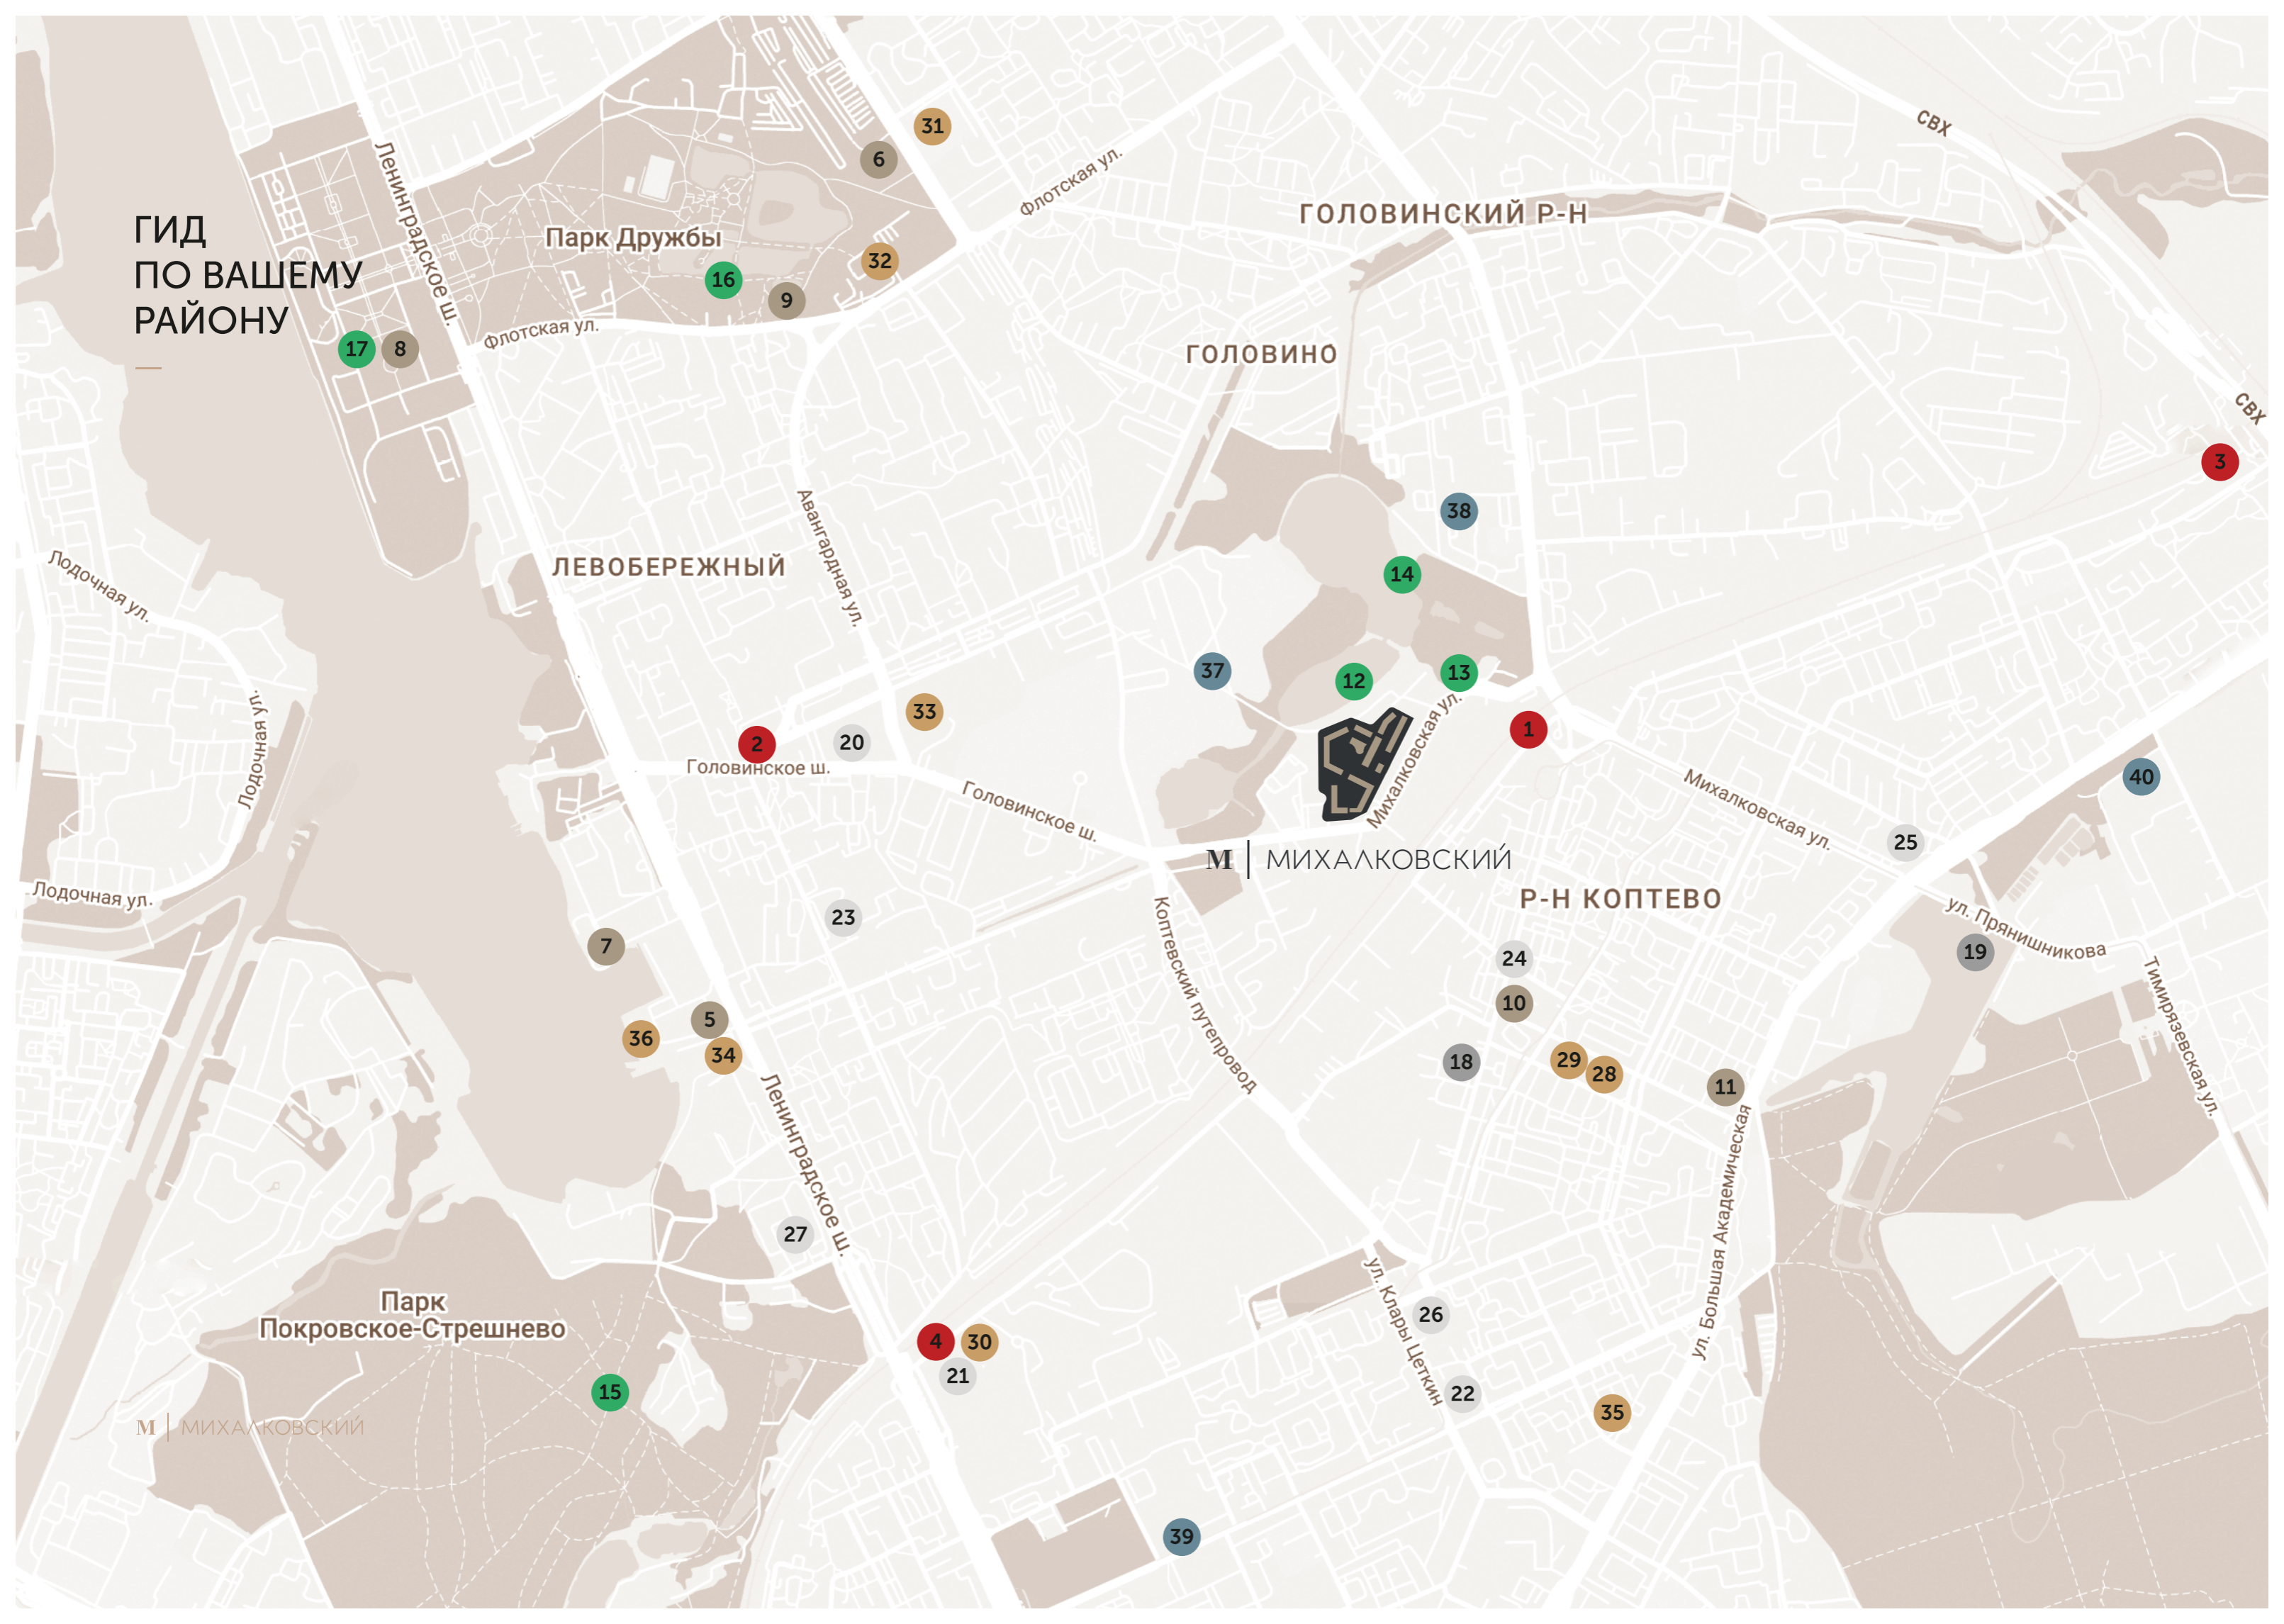 ГИД
ПО ВАШЕМУ
РАЙОНУ
СВХ
31
6
Ленинградское ш.
Флотская ул.
ГОЛОВИНСКИЙ Р-Н
Парк Дружбы
32
16
9
Флотская ул.
17
8
ГОЛОВИНО
СВХ
3
38
Авангардная ул.
ЛЕВОБЕРЕЖНЫЙ
14
Лодочная ул.
37
12
13
33
2
20
1
Головинское ш.
Головинское ш.
Михалковская ул.
Михалковская ул.
Лодочная ул.
40
25
М | МИХАЛКОВСКИЙ
Лодочная ул.
Р-Н КОПТЕВО
23
ул. Прянишникова
7
24
19
10
Коптевский путепровод
Тимирязевская ул.
5
36
34
18
29
28
11
Ленинградское ш.
ул. Большая Академическая
27
Парк
Покровское-Стрешнево
26
ул. Клары Цеткин
4
30
21
15
22
35
М | МИХАЛКОВСКИЙ
39